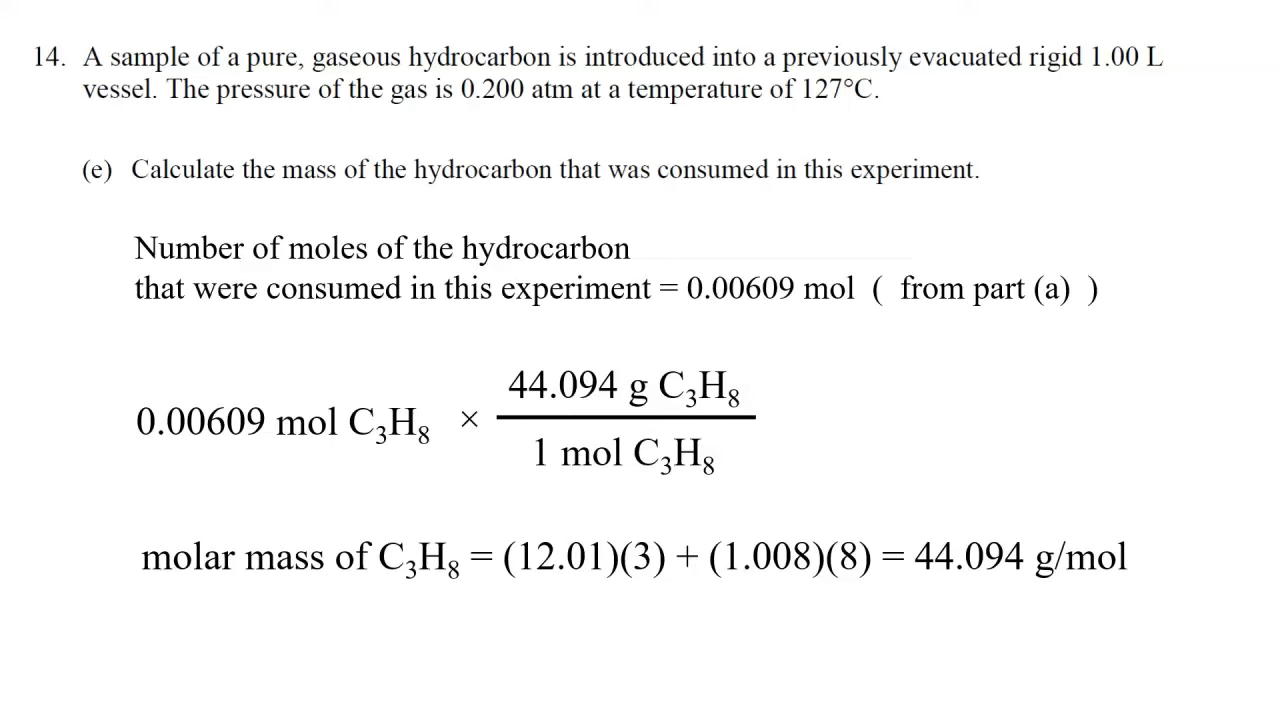 14. A sample of a pure, gaseous hydrocarbon is introduced into a previously evacuated rigid 1.00 L
vessel. The pressure of the gas is 0.200 atm at a temperature of 127°C.
(e) Calculate the mass of the hydrocarbon that was consumed in this experiment.
Number of moles of the hydrocarbon
that were consumed in this experiment = 0.00609 mol ( from part (a) )
44.094 g C₃H₈
0.00609 mol C₃H₈ ×
1 mol C₃H₈
molar mass of C₃H₈ = (12.01)(3) + (1.008)(8) = 44.094 g/mol